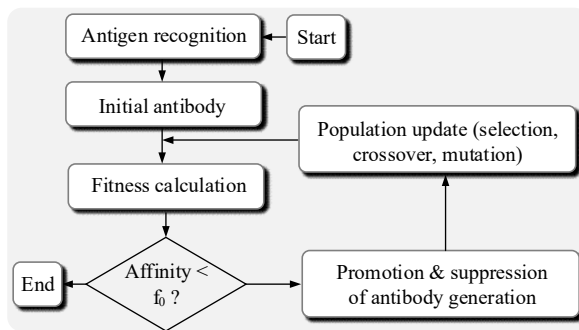 Antigen recognition
Start
Initial antibody
Population update (selection,
crossover, mutation)
Fitness calculation
End
Affinity <
f₀ ?
Promotion & suppression
of antibody generation